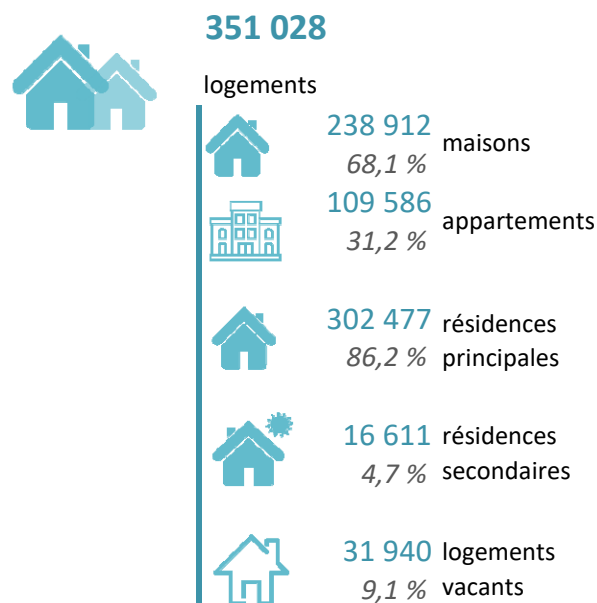 351 028
logements
238 912 maisons
68,1 %
109 586 appartements
31,2 %
302 477 résidences
86,2 % principales
16 611 résidences
4,7 % secondaires
31 940 logements
9,1 % vacants